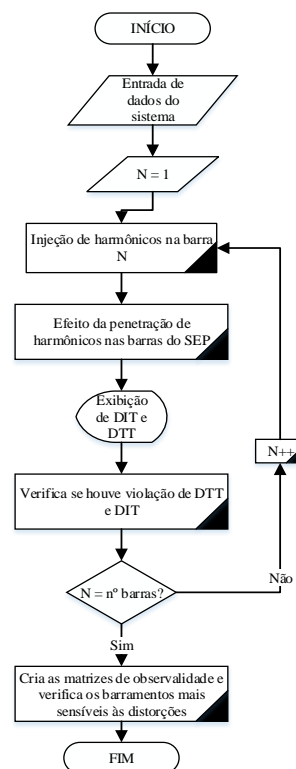 INÍCIO
Entrada de
dados do
sistema
N = 1
Injeção de harmônicos na barra
N
Efeito da penetração de
harmônicos nas barras do SEP
Exibição
de DIT e
DTT
Verifica se houve violação de DTT
e DIT
N++
N = nº barras?
Não
Sim
Cria as matrizes de observalidade e
verifica os barramentos mais
sensíveis às distorções
FIM